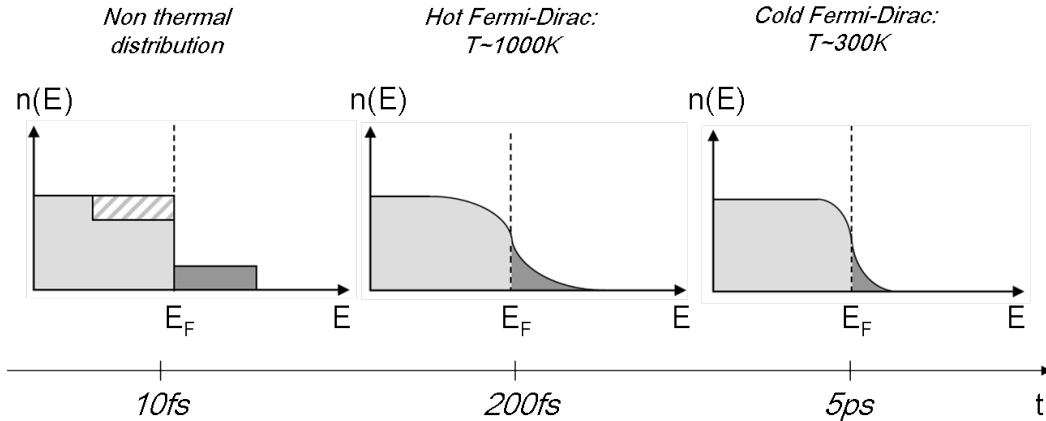 Non thermal
distribution
Hot Fermi-Dirac:
T~1000K
Cold Fermi-Dirac:
T~300K
n(E)
n(E)
n(E)
E_F
E
E_F
E
E_F
E
10fs
200fs
5ps
t